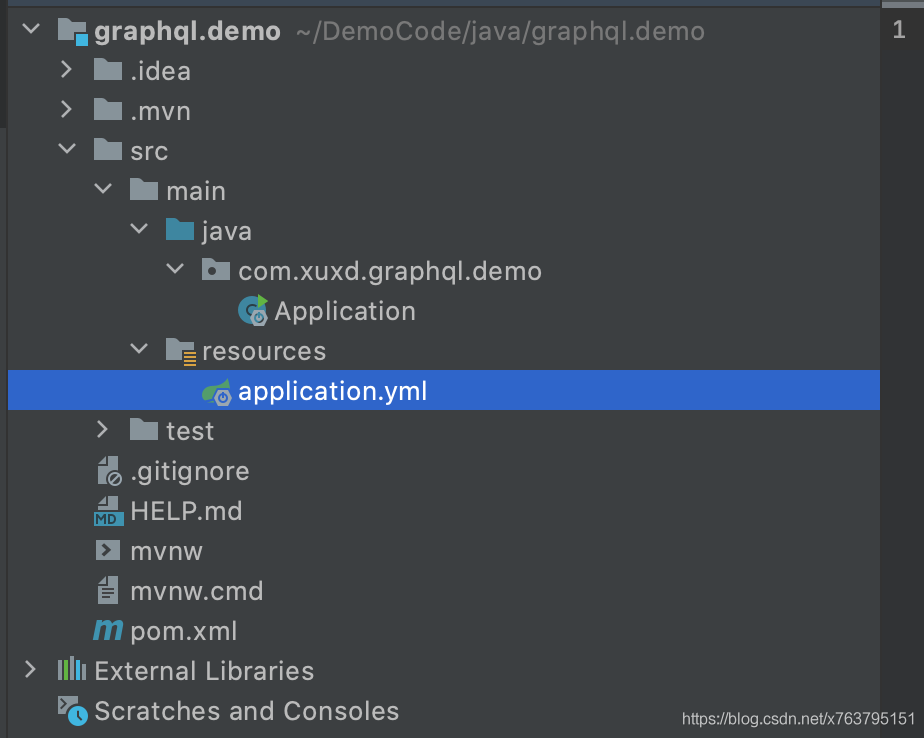 graphql.demo ~/DemoCode/java/graphql.demo
1
.idea
.mvn
src
main
java
com.xuxd.graphql.demo
Application
resources
application.yml
test
.gitignore
MD HELP.md
mvnw
mvnw.cmd
m pom.xml
External Libraries
Scratches and Consoles
https://blog.csdn.net/x763795151